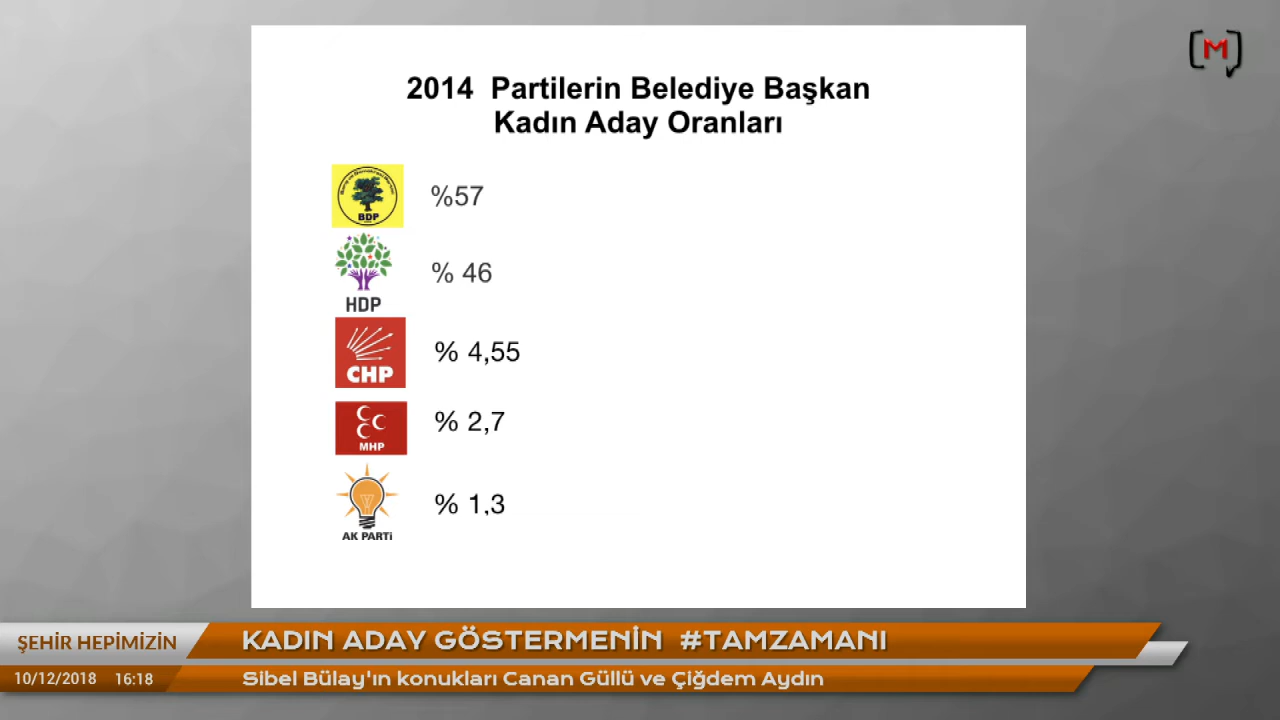 2014 Partilerin Belediye Başkan
Kadın Aday Oranları
BDP
%57
HDP
% 46
CHP
% 4,55
MHP
% 2,7
AK PARTi
% 1,3
ŞEHİR HEPİMİZİN
KADIN ADAY GÖSTERMENİN #TAMZAMANI
10/12/2018 16:18
Sibel Bülay'ın konukları Canan Güllü ve Çiğdem Aydın
[M]